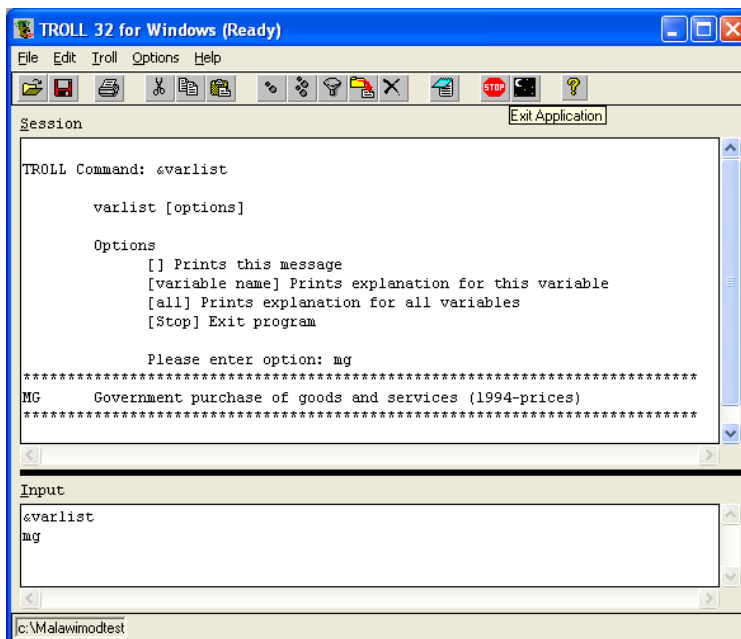 TROLL 32 for Windows (Ready)
File Edit Troll Options Help
STOP
Exit Application
Session
TROLL Command: &varlist
varlist [options]
Options
[] Prints this message
[variable name] Prints explanation for this variable
[all] Prints explanation for all variables
[Stop] Exit program
Please enter option: mg
*****************************************************************************
MG Government purchase of goods and services (1994-prices)
*****************************************************************************
Input
&varlist
mg
c:\Malawimodtest